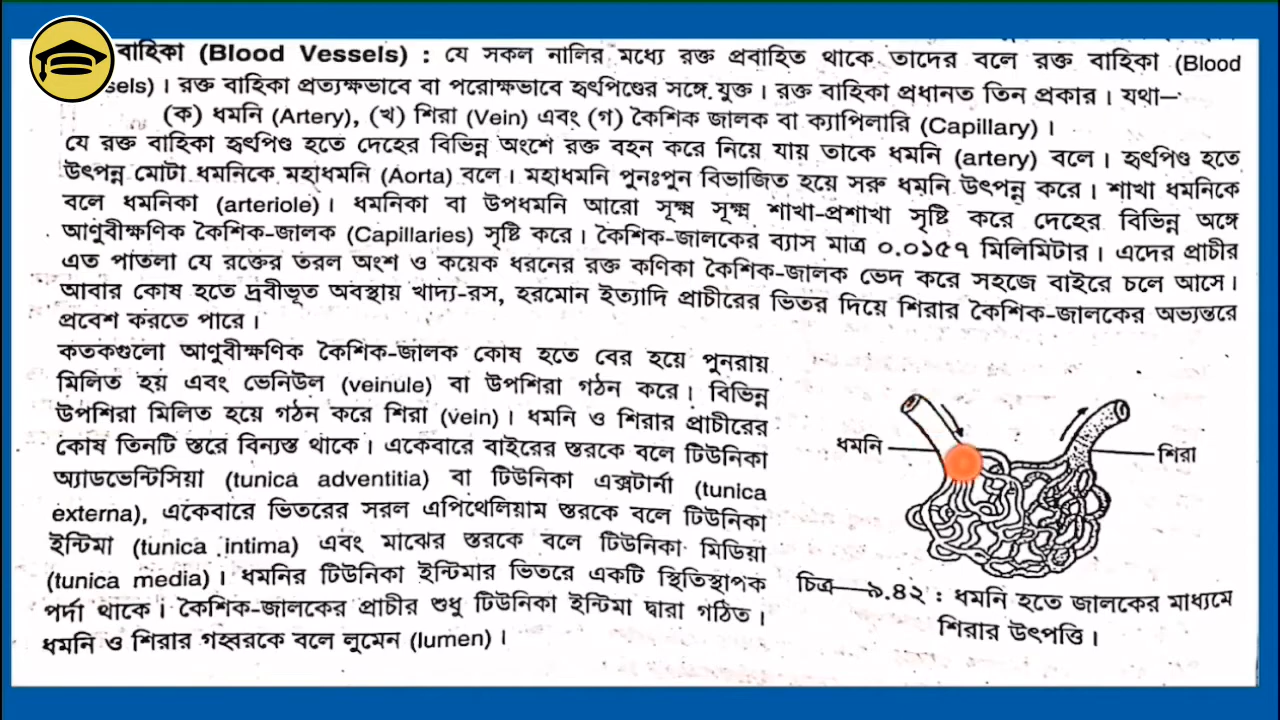 বাহিকা (Blood Vessels) : যে সকল নালির মধ্যে রক্ত প্রবাহিত থাকে তাদের বলে রক্ত বাহিকা (Blood
sels) । রক্ত বাহিকা প্রত্যক্ষভাবে বা পরোক্ষভাবে হৃৎপিণ্ডের সঙ্গে যুক্ত । রক্ত বাহিকা প্রধানত তিন প্রকার । যথা—
(ক) ধমনি (Artery), (খ) শিরা (Vein) এবং (গ) কৈশিক জালক বা ক্যাপিলারি (Capillary) ।
যে রক্ত বাহিকা হৃৎপিণ্ড হতে দেহের বিভিন্ন অংশে রক্ত বহন করে নিয়ে যায় তাকে ধমনি (artery) বলে । হৃৎপিণ্ড হতে
উৎপন্ন মোটা ধমনিকে মহাধমনি (Aorta) বলে । মহাধমনি পুনঃপুন বিভাজিত হয়ে সরু ধমনি উৎপন্ন করে । শাখা ধমনিকে
বলে ধমনিকা (arteriole) । ধমনিকা বা উপধমনি আরো সূক্ষ্ম সূক্ষ্ম শাখা-প্রশাখা সৃষ্টি করে দেহের বিভিন্ন অঙ্গে
আণুবীক্ষণিক কৈশিক-জালক (Capillaries) সৃষ্টি করে । কৈশিক-জালকের ব্যাস মাত্র ০.০১৫৭ মিলিমিটার । এদের প্রাচীর
এত পাতলা যে রক্তের তরল অংশ ও কয়েক ধরনের রক্ত কণিকা কৈশিক-জালক ভেদ করে সহজে বাইরে চলে আসে ।
আবার কোষ হতে দ্রবীভূত অবস্থায় খাদ্য-রস, হরমোন ইত্যাদি প্রাচীরের ভিতর দিয়ে শিরার কৈশিক-জালকের অভ্যন্তরে
প্রবেশ করতে পারে ।
কতকগুলো আণুবীক্ষণিক কৈশিক-জালক কোষ হতে বের হয়ে পুনরায়
মিলিত হয় এবং ভেনিউল (veinule) বা উপশিরা গঠন করে । বিভিন্ন
উপশিরা মিলিত হয়ে গঠন করে শিরা (vein) । ধমনি ও শিরার প্রাচীরের
কোষ তিনটি স্তরে বিন্যস্ত থাকে । একেবারে বাইরের স্তরকে বলে টিউনিকা
অ্যাডভেন্টিসিয়া (tunica adventitia) বা টিউনিকা এক্সটার্না (tunica
externa), একেবারে ভিতরের সরল এপিথেলিয়াম স্তরকে বলে টিউনিকা
ইন্টিমা (tunica intima) এবং মাঝের স্তরকে বলে টিউনিকা মিডিয়া
(tunica media) । ধমনির টিউনিকা ইন্টিমার ভিতরে একটি স্থিতিস্থাপক
পর্দা থাকে । কৈশিক-জালকের প্রাচীর শুধু টিউনিকা ইন্টিমা দ্বারা গঠিত ।
ধমনি ও শিরার গহ্বরকে বলে লুমেন (lumen) ।
ধমনি
শিরা
চিত্র—৯.৪২ : ধমনি হতে জালকের মাধ্যমে
শিরার উৎপত্তি ।